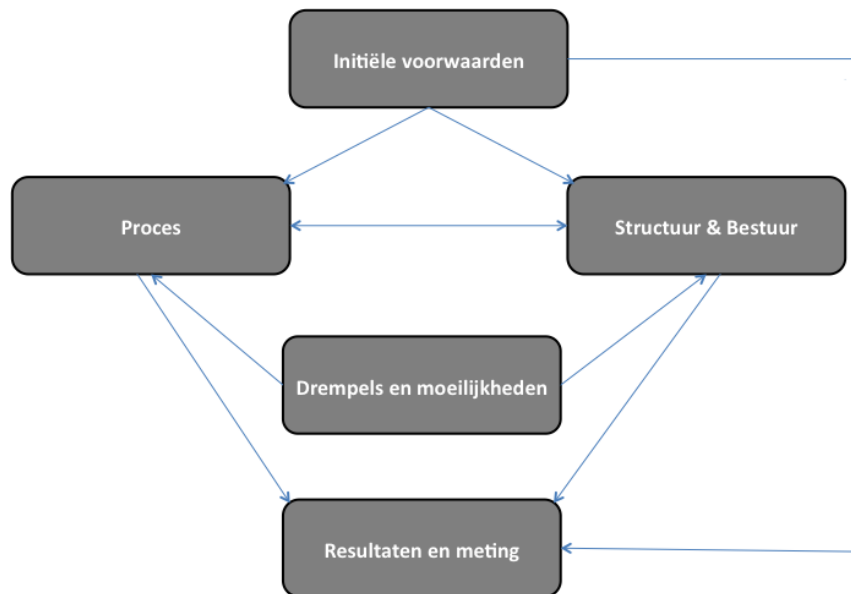 Initiële voorwaarden
Proces
Structuur & Bestuur
Drempels en moeilijkheden
Resultaten en meting